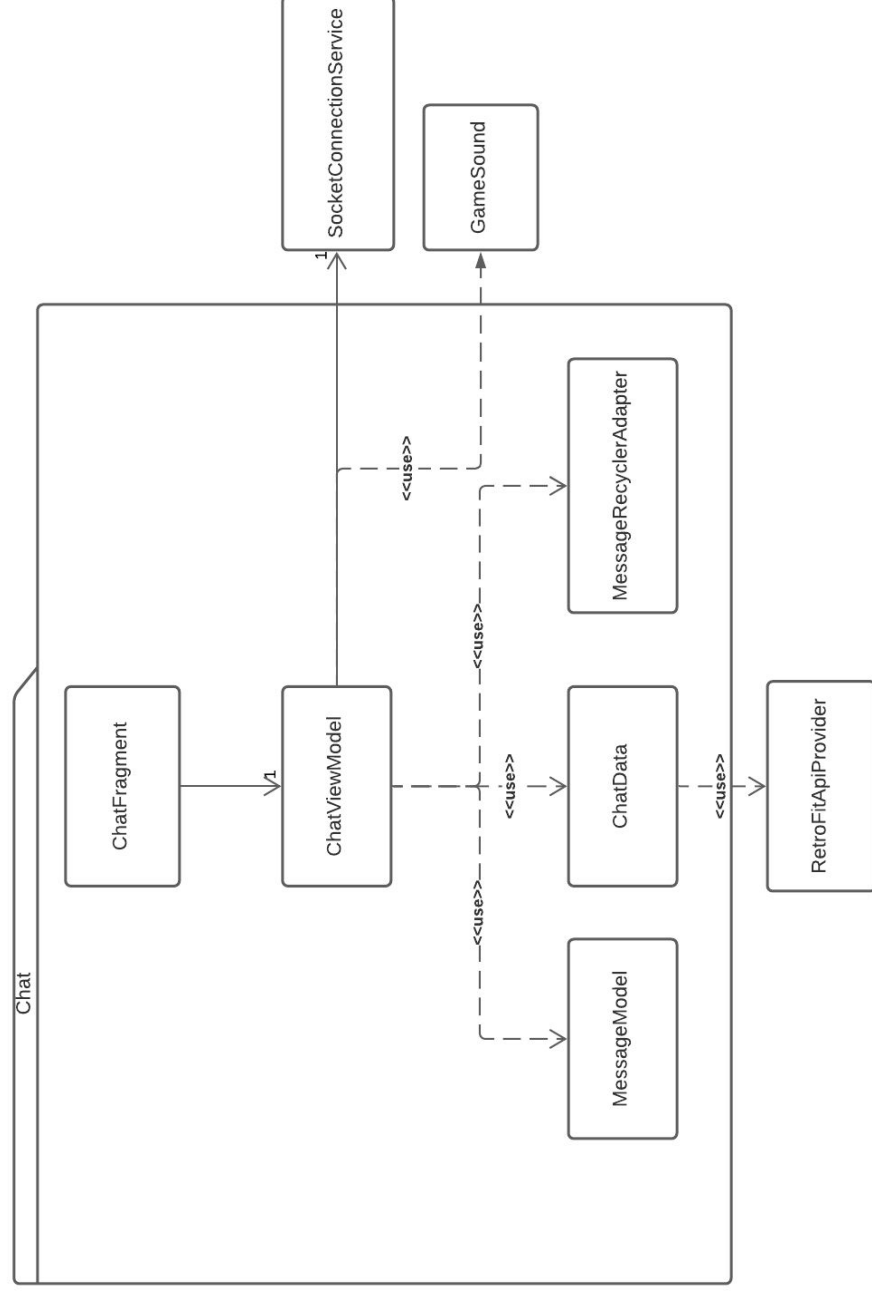 Chat
ChatFragment
1
ChatViewModel
1
SocketConnectionService
<<use>>
GameSound
<<use>>
<<use>>
<<use>>
MessageModel
ChatData
MessageRecyclerAdapter
<<use>>
RetroFitApiProvider